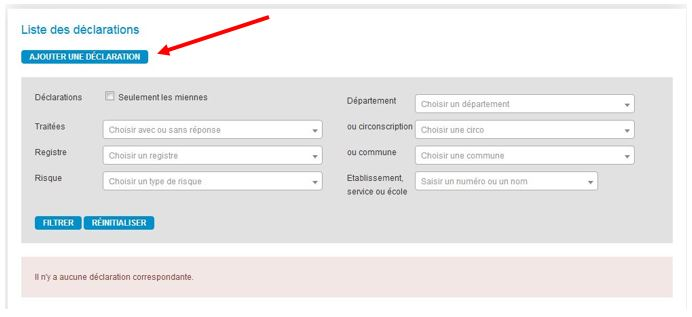 Liste des déclarations
AJOUTER UNE DÉCLARATION
Déclarations
Seulement les miennes
Département
Choisir un département
Traitées
Choisir avec ou sans réponse
ou circonscription
Choisir une circo
Registre
Choisir un registre
ou commune
Choisir une commune
Risque
Choisir un type de risque
Etablissement,
service ou école
Saisir un numéro ou un nom
FILTRER
RÉINITIALISER
Il n'y a aucune déclaration correspondante.